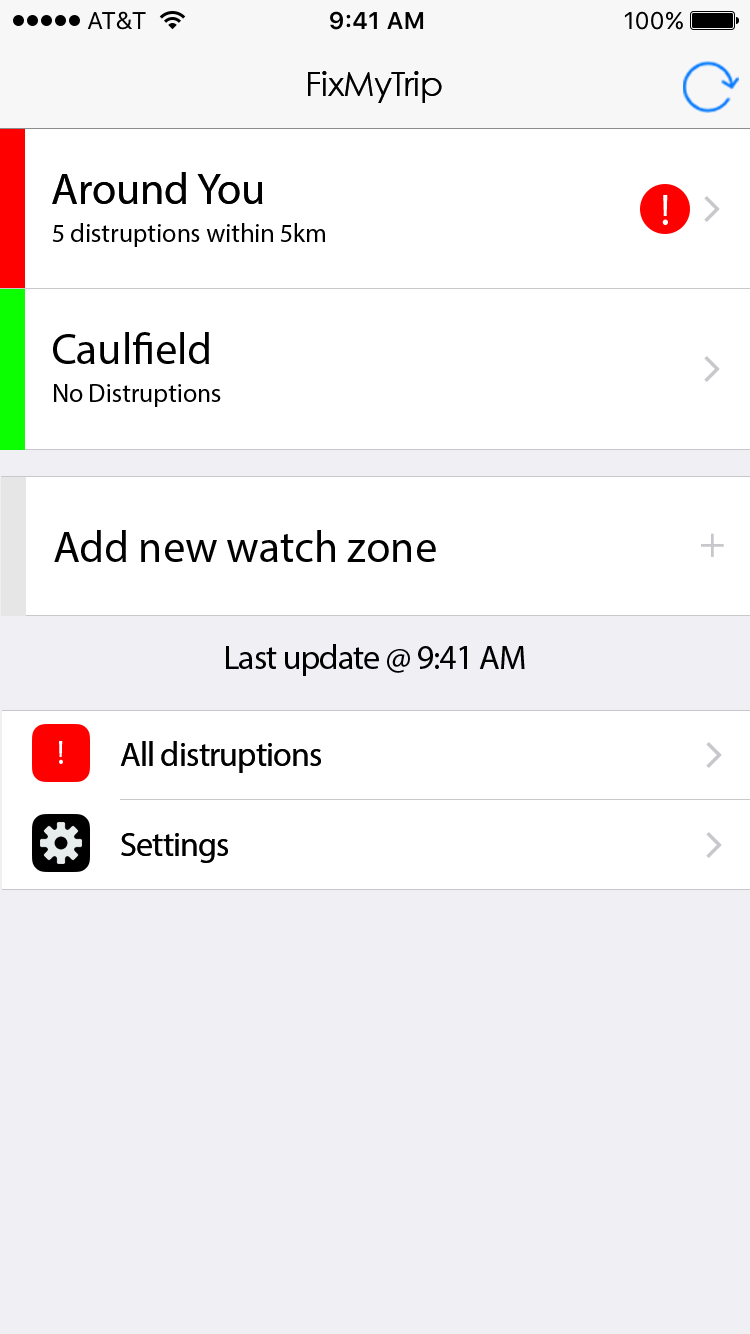 AT&T 9:41 AM 100%
FixMyTrip
Around You
5 distruptions within 5km
!
Caulfield
No Distruptions
Add new watch zone
+
Last update @ 9:41 AM
! All distruptions
Settings